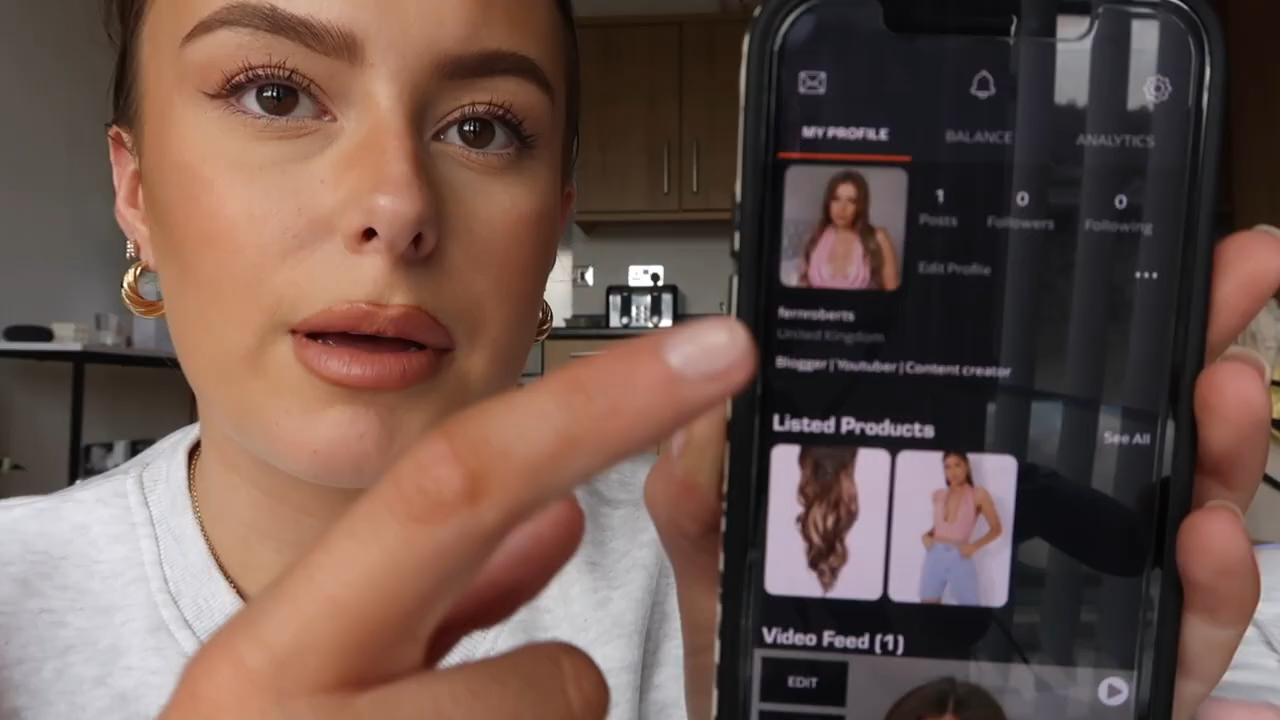 MY PROFILE BALANCE ANALYTICS
1 0 0
Posts Followers Following
Edit Profile
fernroberts
United Kingdom
Blogger | Youtuber | Content creator
Listed Products See All
Video Feed (1)
EDIT